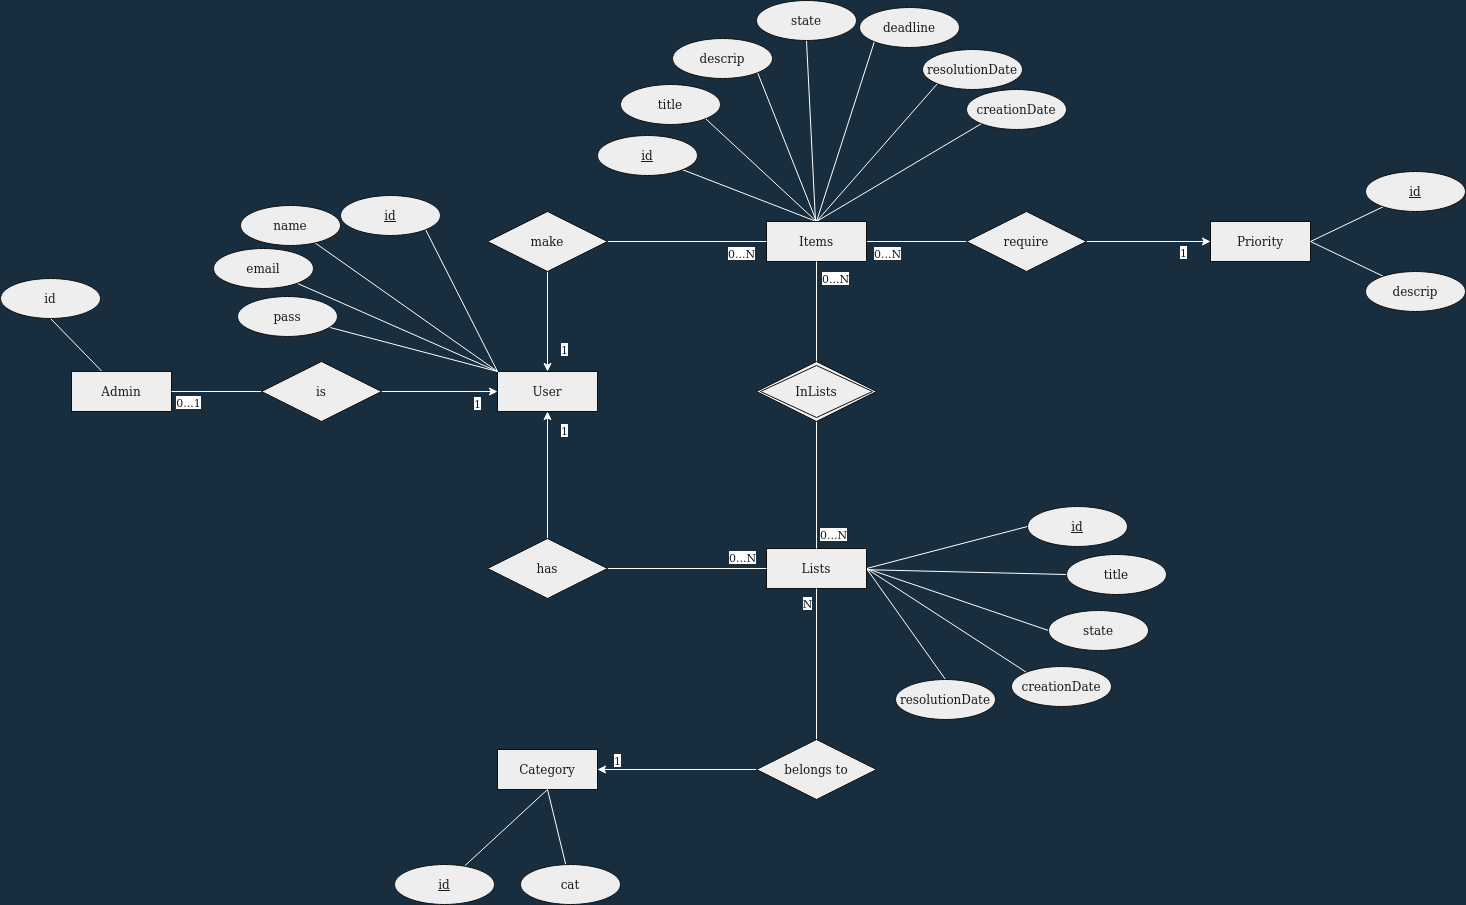 state
deadline
descrip
resolutionDate
title
creationDate
id
id
name
id
make
Items
require
Priority
0...N
0...N
1
email
0...N
id
descrip
pass
1
Admin
is
User
InLists
0...1
1
1
id
0...N
has
0...N
Lists
title
N
state
creationDate
resolutionDate
Category
1
belongs to
id
cat